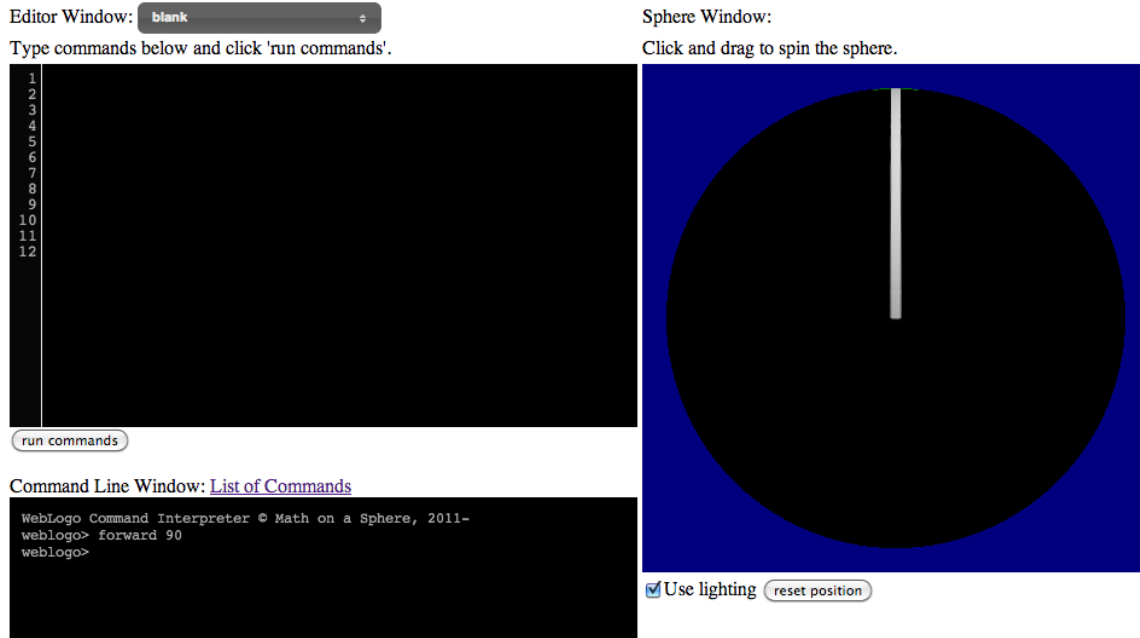 Editor Window: blank
Type commands below and click 'run commands'.
1
2
3
4
5
6
7
8
9
10
11
12
run commands
Command Line Window: List of Commands
WebLogo Command Interpreter © Math on a Sphere, 2011-
weblogo> forward 90
weblogo>
Sphere Window:
Click and drag to spin the sphere.
Use lighting reset position